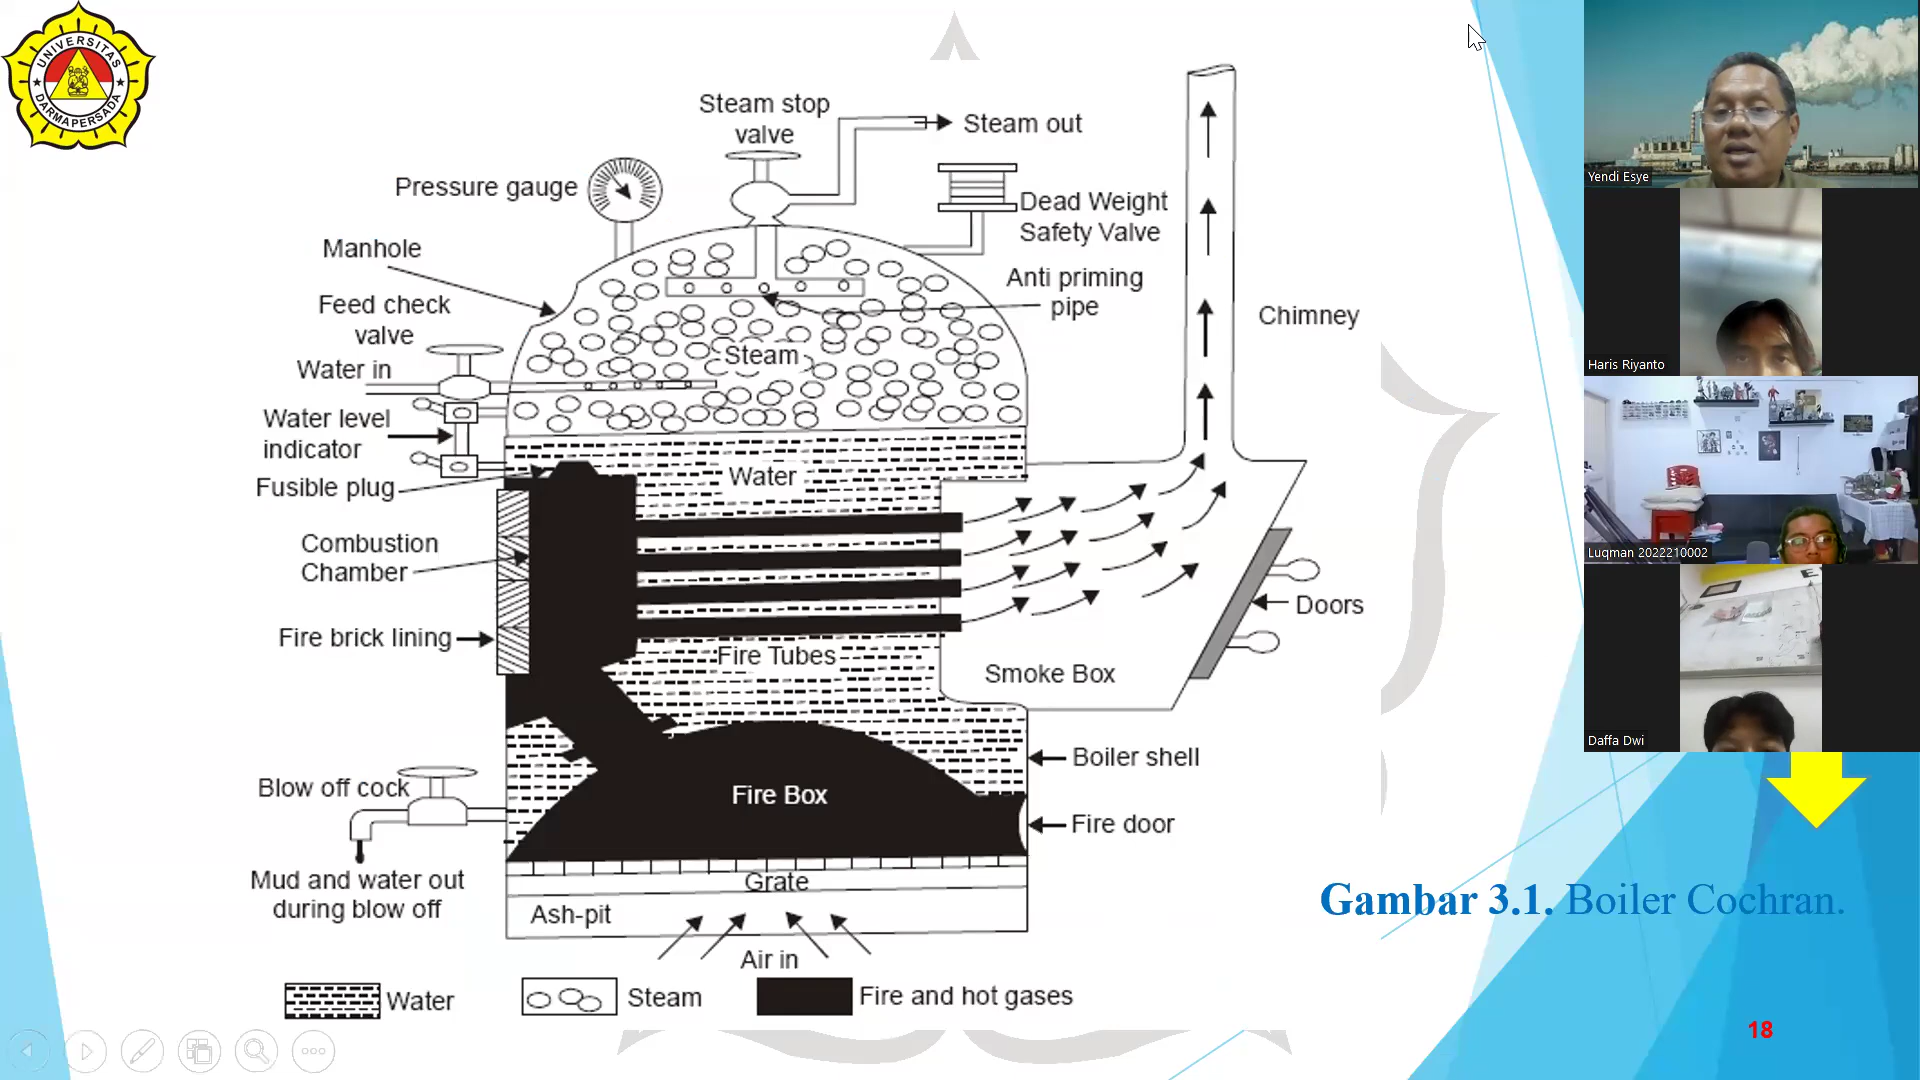 UNIVERSITAS
DARMA PERSADA
Steam stop
valve
Steam out
Pressure gauge
Dead Weight
Safety Valve
Manhole
Anti priming
pipe
Feed check
valve
Chimney
Steam
Water in
Water level
indicator
Water
Fusible plug
Combustion
Chamber
Doors
Fire brick lining
Fire Tubes
Smoke Box
Boiler shell
Blow off cock
Fire Box
Fire door
Mud and water out
during blow off
Grate
Ash-pit
Air in
Water
Steam
Fire and hot gases
Gambar 3.1. Boiler Cochran.
18
Yendi Esye
Haris Riyanto
Luqman 2022210002
Daffa Dwi